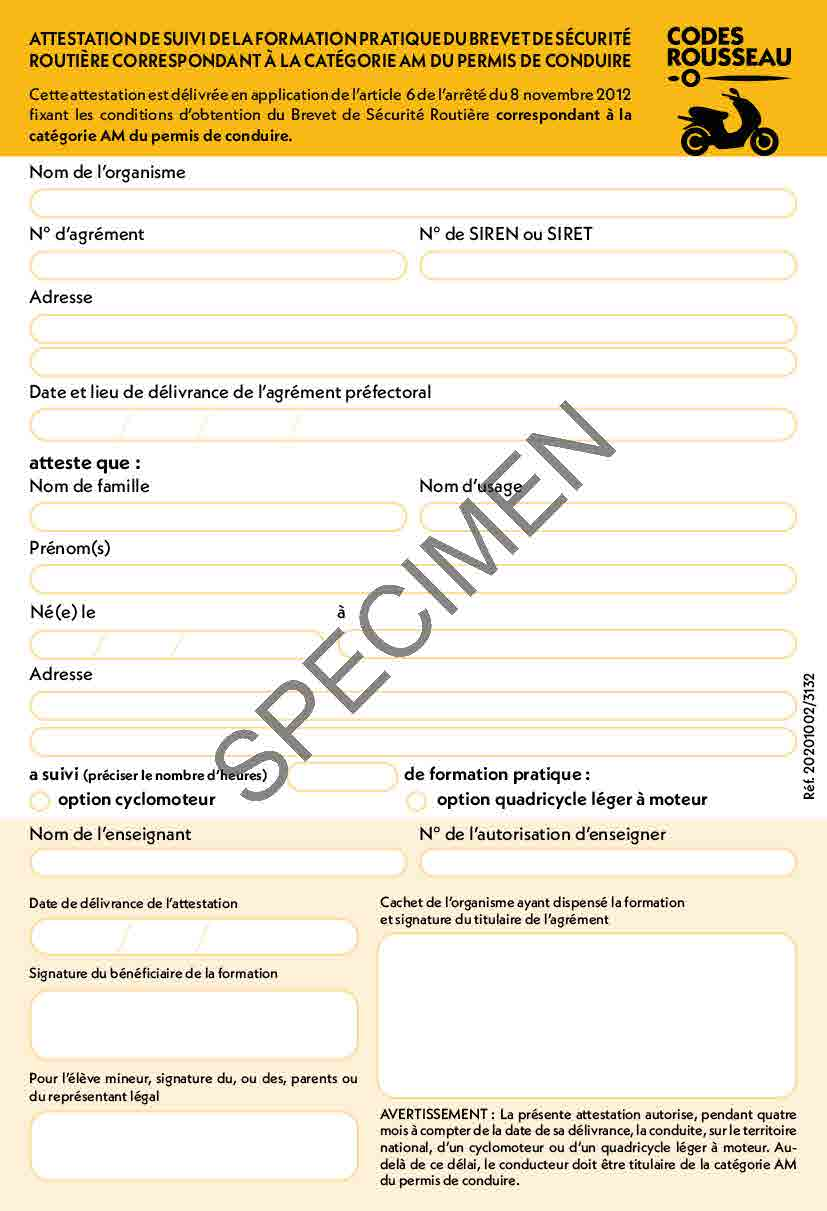 ATTESTATION DE SUIVI DE LA FORMATION PRATIQUE DU BREVET DE SÉCURITÉ
ROUTIÈRE CORRESPONDANT À LA CATÉGORIE AM DU PERMIS DE CONDUIRE
CODES
ROUSSEAU
Cette attestation est délivrée en application de l'article 6 de l'arrêté du 8 novembre 2012
fixant les conditions d'obtention du Brevet de Sécurité Routière correspondant à la
catégorie AM du permis de conduire.
Nom de l'organisme
N° d'agrément N° de SIREN ou SIRET
Adresse
Date et lieu de délivrance de l'agrément préfectoral
atteste que :
Nom de famille Nom d'usage
Prénom(s)
Né(e) le à
Adresse
a suivi (préciser le nombre d'heures) de formation pratique :
option cyclomoteur option quadricycle léger à moteur
SPECIMEN
Réf. 20201002/3132
Nom de l'enseignant N° de l'autorisation d'enseigner
Date de délivrance de l'attestation
Cachet de l'organisme ayant dispensé la formation
et signature du titulaire de l'agrément
Signature du bénéficiaire de la formation
Pour l'élève mineur, signature du, ou des, parents ou
du représentant légal
AVERTISSEMENT : La présente attestation autorise, pendant quatre
mois à compter de la date de sa délivrance, la conduite, sur le territoire
national, d'un cyclomoteur ou d'un quadricycle léger à moteur. Au-
delà de ce délai, le conducteur doit être titulaire de la catégorie AM
du permis de conduire.